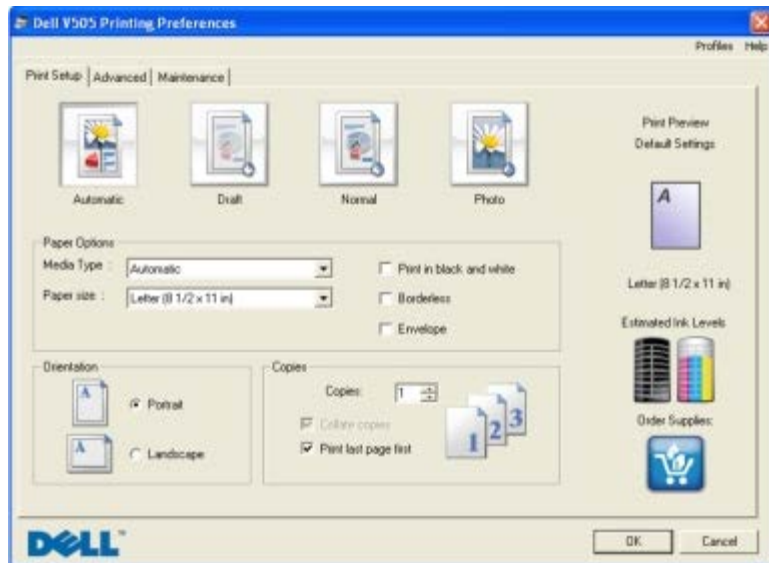 Dell V505 Printing Preferences
Profiles Help
Print Setup Advanced Maintenance
Automatic
Draft
Normal
Photo
Print Preview
Default Settings
A
Letter (8 1/2 x 11 in)
Paper Options
Media Type : Automatic
Paper size : Letter (8 1/2 x 11 in)
Print in black and white
Borderless
Envelope
Estimated Ink Levels
Orientation
A
Portrait
A
Landscape
Copies
Copies: 1
Collate copies
Print last page first
1 2 3
Order Supplies:
DELL™
OK Cancel